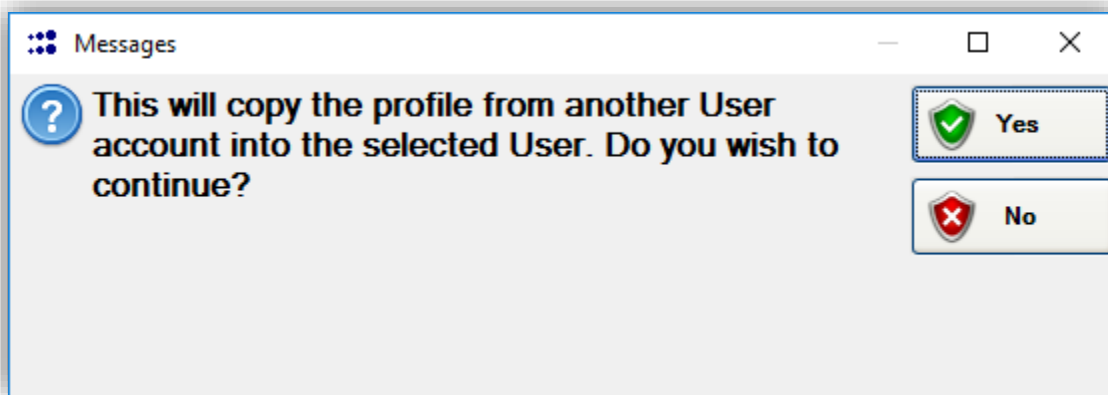 Messages
This will copy the profile from another User
account into the selected User. Do you wish to
continue?
Yes
No